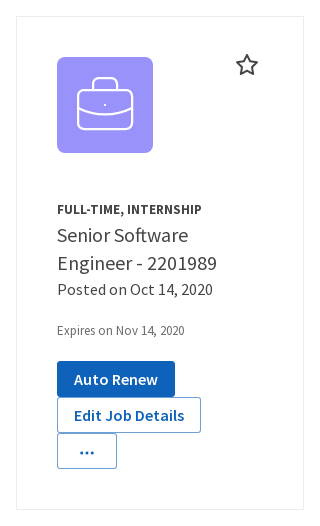 FULL-TIME, INTERNSHIP
Senior Software
Engineer - 2201989
Posted on Oct 14, 2020
Expires on Nov 14, 2020
Auto Renew
Edit Job Details
...